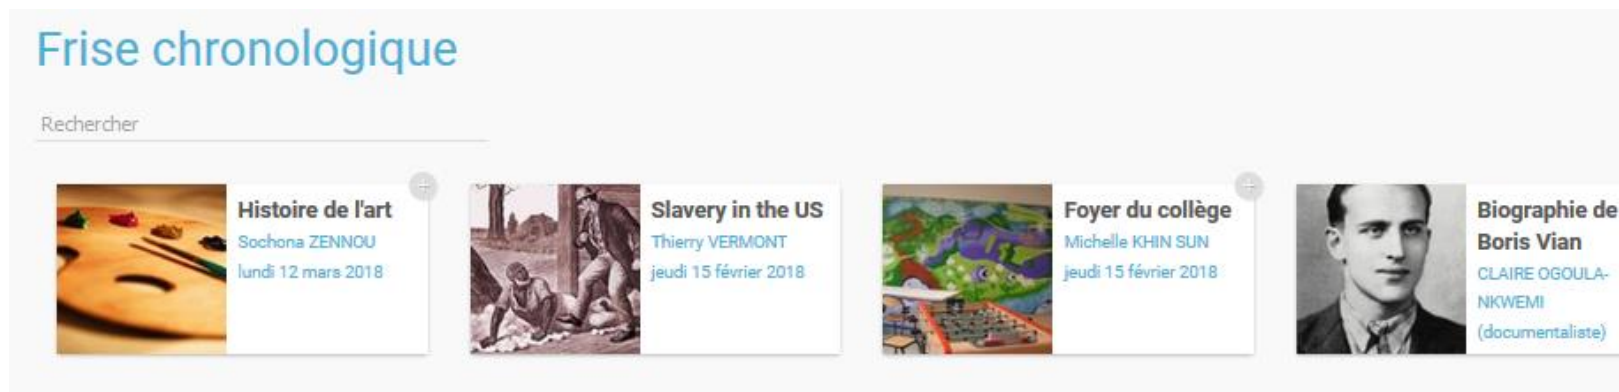 Frise chronologique
Rechercher
Histoire de l'art
Sochona ZENNOU
lundi 12 mars 2018
Slavery in the US
Thierry VERMONT
jeudi 15 février 2018
Foyer du collège
Michelle KHIN SUN
jeudi 15 février 2018
Biographie de
Boris Vian
CLAIRE OGOULA-
NKWEMI
(documentaliste)